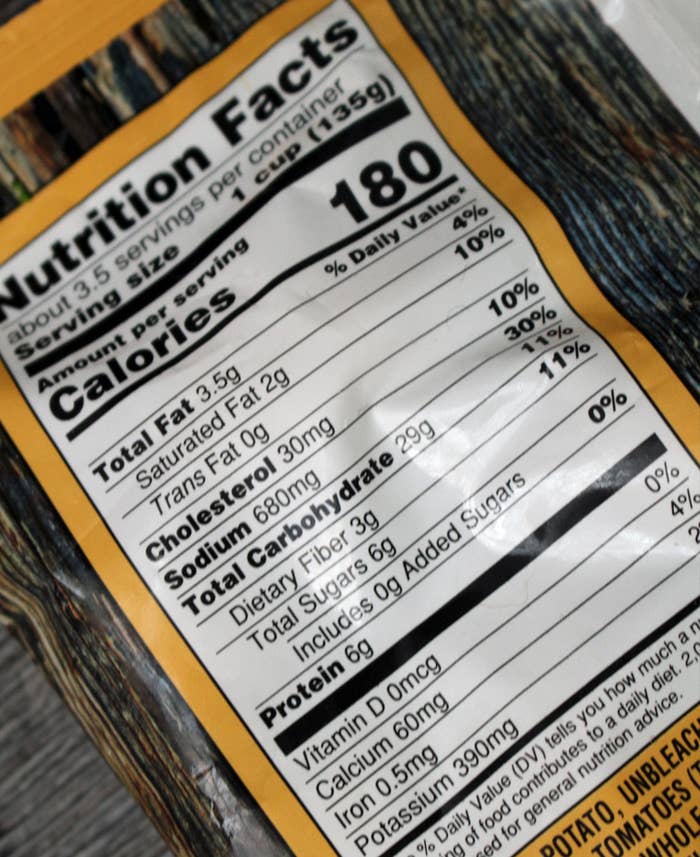 Nutrition Facts
about 3.5 servings per container
Serving size 1 cup (135g)
Amount per serving
Calories 180
% Daily Value*
Total Fat 3.5g 4%
Saturated Fat 2g 10%
Trans Fat 0g
Cholesterol 30mg 10%
Sodium 680mg 30%
Total Carbohydrate 29g 11%
Dietary Fiber 3g 11%
Total Sugars 6g
Includes 0g Added Sugars 0%
Protein 6g
Vitamin D 0mcg 0%
Calcium 60mg 4%
Iron 0.5mg 2
Potassium 390mg
% Daily Value (DV) tells you how much a
of food contributes to a daily diet. 2,0
for general nutrition advice.
POTATO, UNBLEAC
TOMATOES
WHOL